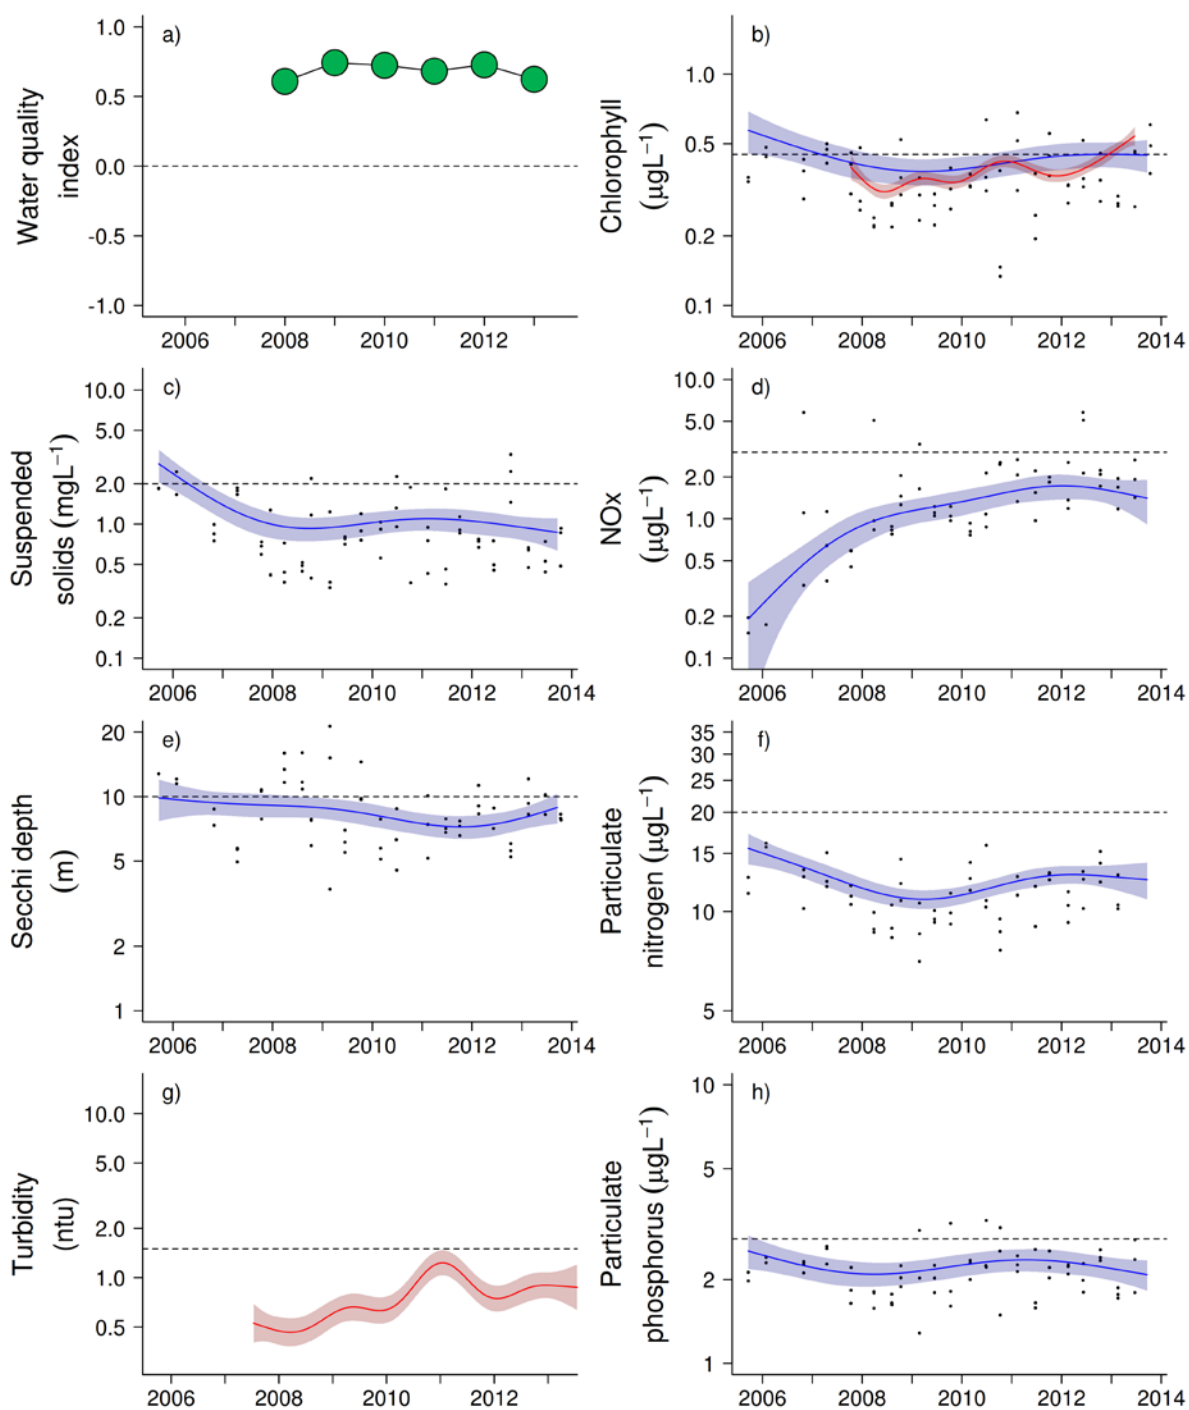 a)
Water quality
index
1.0
0.5
0.0
-0.5
-1.0
2006 2008 2010 2012
b)
Chlorophyll
(μgL⁻¹)
1.0
0.5
0.2
0.1
2006 2008 2010 2012 2014
c)
Suspended
solids (mgL⁻¹)
10.0
5.0
2.0
1.0
0.5
0.2
0.1
2006 2008 2010 2012 2014
d)
NOx
(μgL⁻¹)
10.0
5.0
2.0
1.0
0.5
0.2
0.1
2006 2008 2010 2012 2014
e)
Secchi depth
(m)
20
10
5
2
1
2006 2008 2010 2012 2014
f)
Particulate
nitrogen (μgL⁻¹)
35
30
25
20
15
10
5
2006 2008 2010 2012 2014
g)
Turbidity
(ntu)
10.0
5.0
2.0
1.0
0.5
2006 2008 2010 2012
h)
Particulate
phosphorus (μgL⁻¹)
10
5
2
1
2006 2008 2010 2012 2014